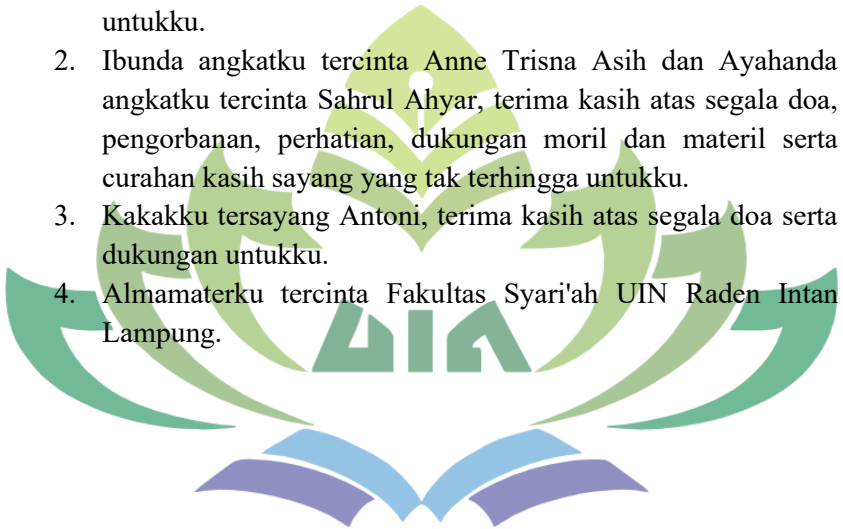 untukku.
2. Ibunda angkatku tercinta Anne Trisna Asih dan Ayahanda
angkatku tercinta Sahrul Ahyar, terima kasih atas segala doa,
pengorbanan, perhatian, dukungan moril dan materil serta
curahan kasih sayang yang tak terhingga untukku.
3. Kakakku tersayang Antoni, terima kasih atas segala doa serta
dukungan untukku.
4. Almamaterku tercinta Fakultas Syari'ah UIN Raden Intan
Lampung.
UIN